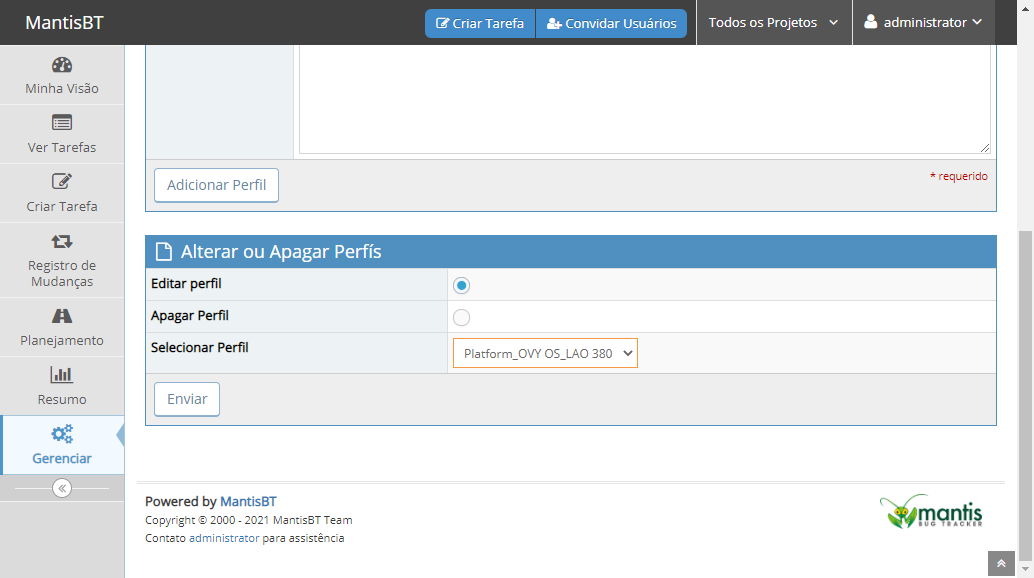 MantisBT
Criar Tarefa
Convidar Usuários
Todos os Projetos
administrator
Minha Visão
Ver Tarefas
Criar Tarefa
Registro de
Mudanças
Planejamento
Resumo
Gerenciar
Adicionar Perfil
* requerido
Alterar ou Apagar Perfís
Editar perfil
Apagar Perfil
Selecionar Perfil
Platform_OVY OS_LAO 380
Enviar
Powered by MantisBT
Copyright © 2000 - 2021 MantisBT Team
Contato administrator para assistência
mantis
BUG TRACKER